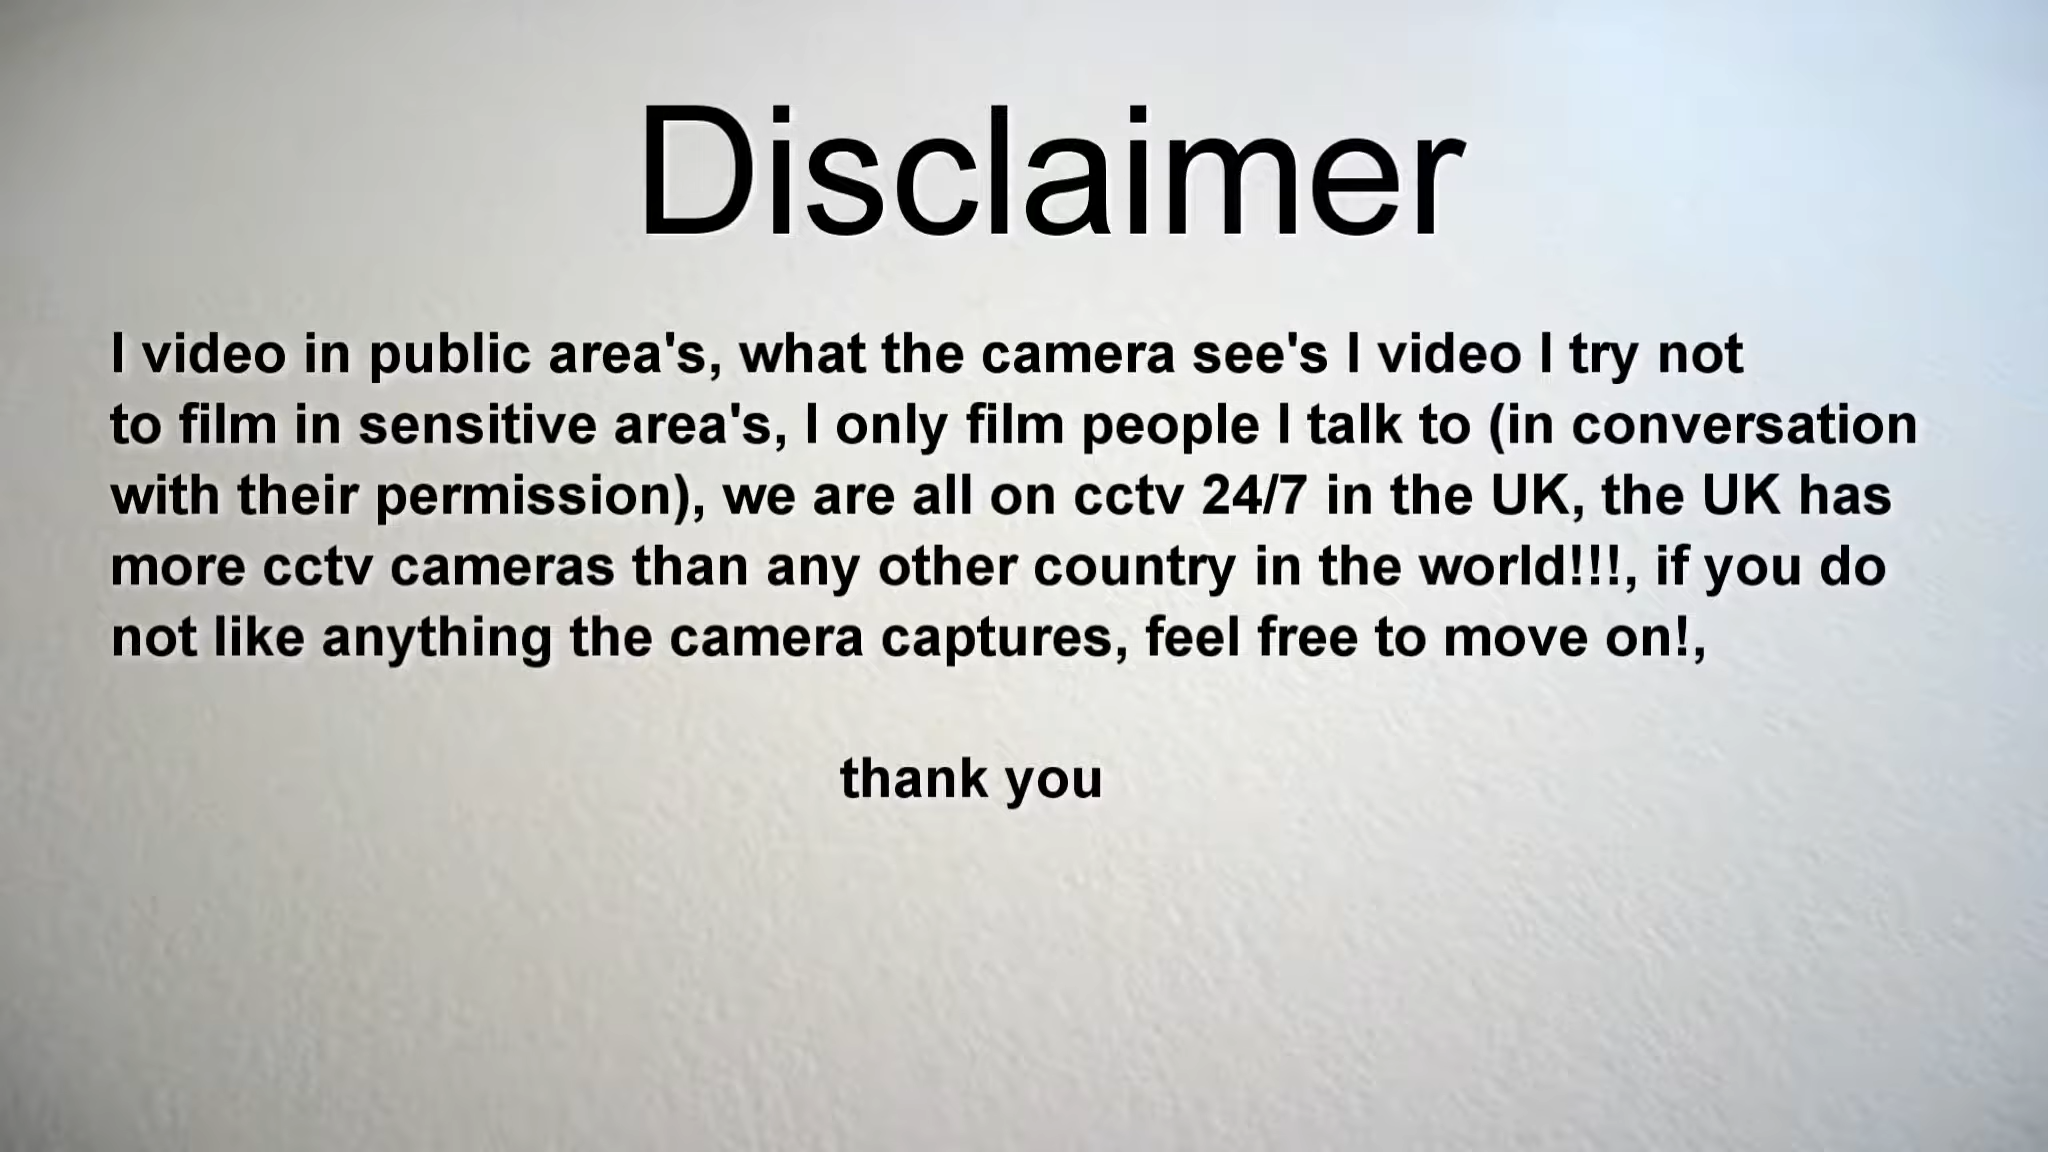 Disclaimer
I video in public area's, what the camera see's I video I try not
to film in sensitive area's, I only film people I talk to (in conversation
with their permission), we are all on cctv 24/7 in the UK, the UK has
more cctv cameras than any other country in the world!!!, if you do
not like anything the camera captures, feel free to move on!,
thank you